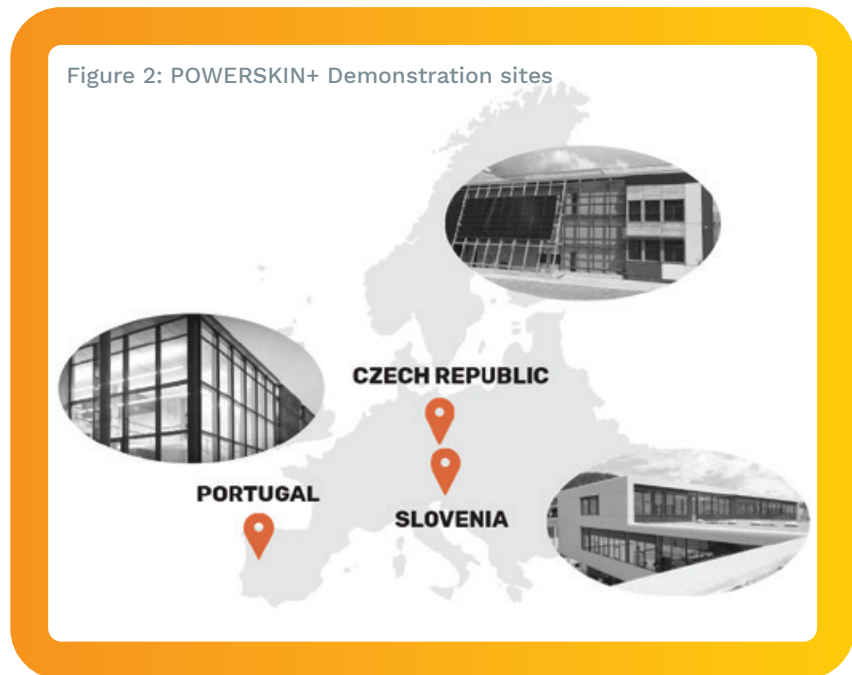 Figure 2: POWERSKIN+ Demonstration sites
CZECH REPUBLIC
PORTUGAL
SLOVENIA